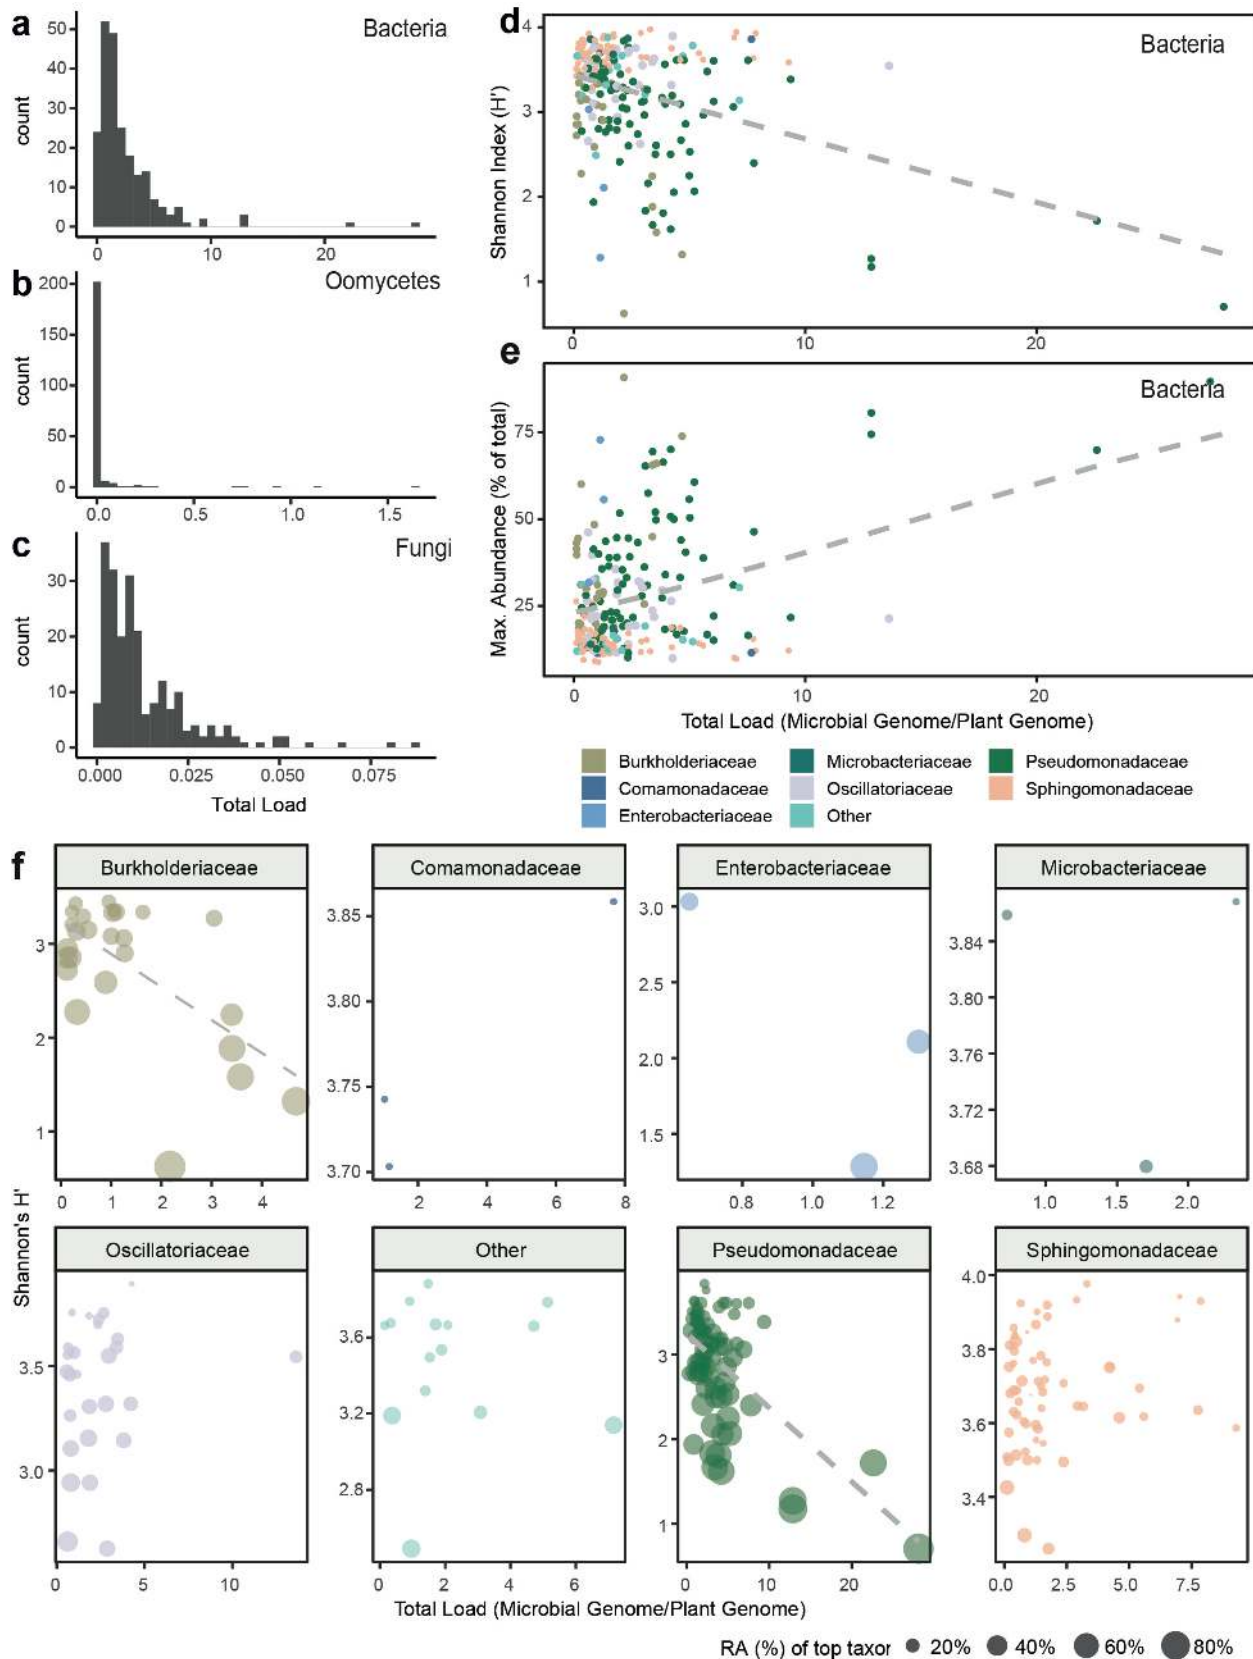 a
Bacteria
50
40
30
20
10
0
count
0 10 20
b
Oomycetes
200
150
100
50
0
count
0.0 0.5 1.0 1.5
c
Fungi
30
20
10
0
count
0.000 0.025 0.050 0.075
Total Load
d
Bacteria
4
3
2
1
Shannon Index (H')
0 10 20
e
Bacteria
75
50
25
Max. Abundance (% of total)
0 10 20
Total Load (Microbial Genome/Plant Genome)
Burkholderiaceae Microbacteriaceae Pseudomonadaceae
Comamonadaceae Oscillatoriaceae Sphingomonadaceae
Enterobacteriaceae Other
f
Burkholderiaceae
3
2
1
0 1 2 3 4
Comamonadaceae
3.85
3.80
3.75
3.70
2 4 6 8
Enterobacteriaceae
3.0
2.5
2.0
1.5
0.8 1.0 1.2
Microbacteriaceae
3.84
3.80
3.76
3.72
3.68
1.0 1.5 2.0
Shannon's H'
Oscillatoriaceae
3.5
3.0
0 5 10
Other
3.6
3.2
2.8
0 2 4 6
Pseudomonadaceae
3
2
1
0 10 20
Sphingomonadaceae
4.0
3.8
3.6
3.4
0.0 2.5 5.0 7.5
Total Load (Microbial Genome/Plant Genome)
RA (%) of top taxor 20% 40% 60% 80%